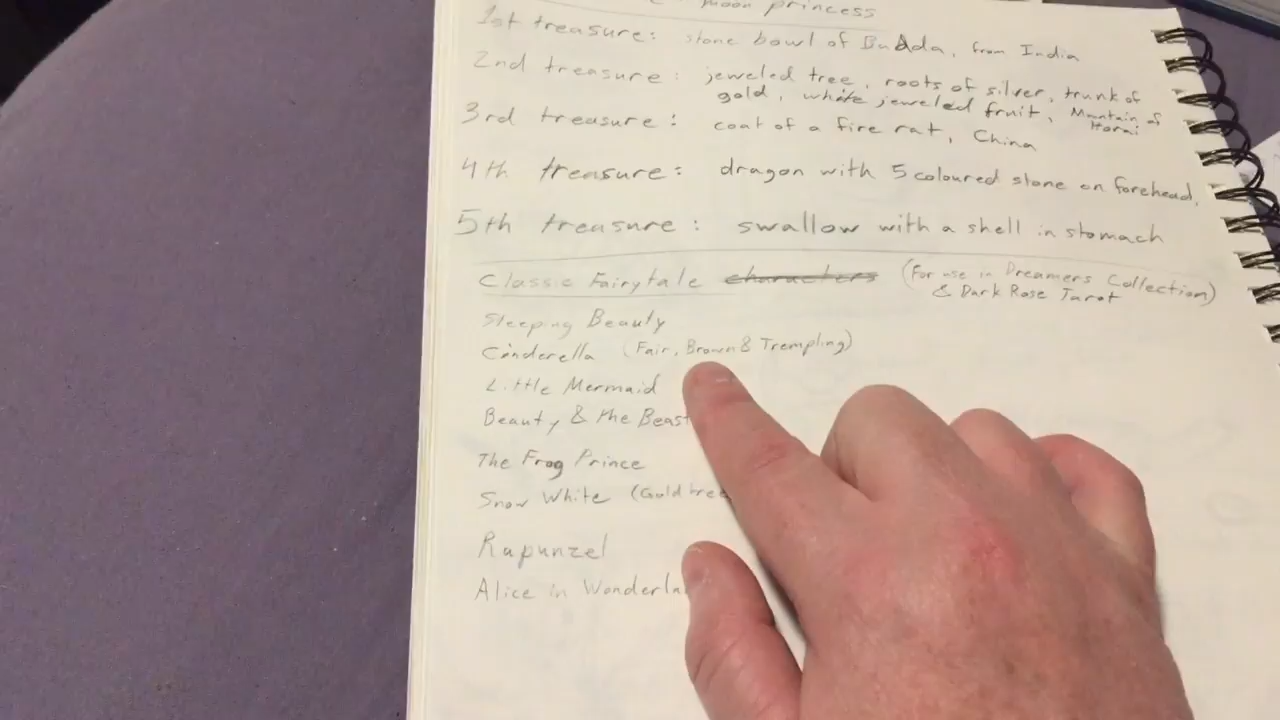 moon princess
1st treasure: stone bowl of Budda, from India
2nd treasure: jeweled tree, roots of silver, trunk of
gold, white jeweled fruit, Mountain of
Horai
3rd treasure: coat of a fire rat, China
4th treasure: dragon with 5 coloured stone on forehead,
5th treasure: swallow with a shell in stomach
Classic Fairytale characters (For use in Dreamers Collection)
& Dark Rose Tarot
Sleeping Beauty
Cinderella (Fair, Brown & Trempling)
Little Mermaid
Beauty & the Beast
The Frog Prince
Snow White (Gold tree
Rapunzel
Alice in Wonderla